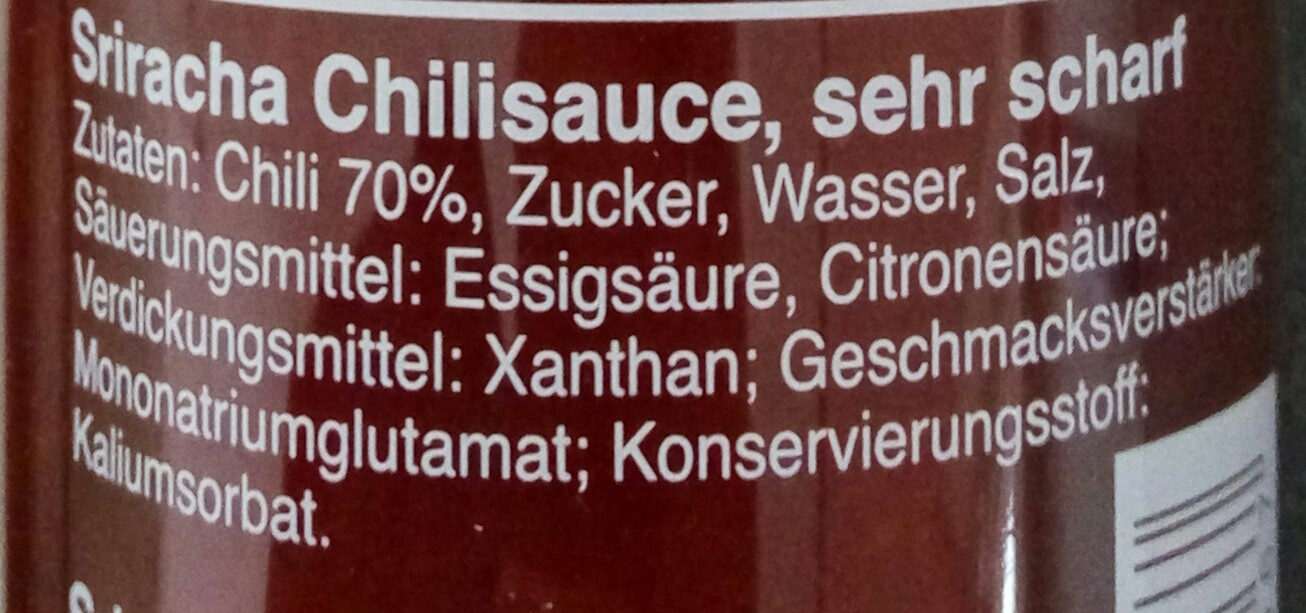 Sriracha Chilisauce, sehr scharf
Zutaten: Chili 70%, Zucker, Wasser, Salz,
Säuerungsmittel: Essigsäure, Citronensäure;
Verdickungsmittel: Xanthan; Geschmacksverstärker:
Mononatriumglutamat; Konservierungsstoff:
Kaliumsorbat.